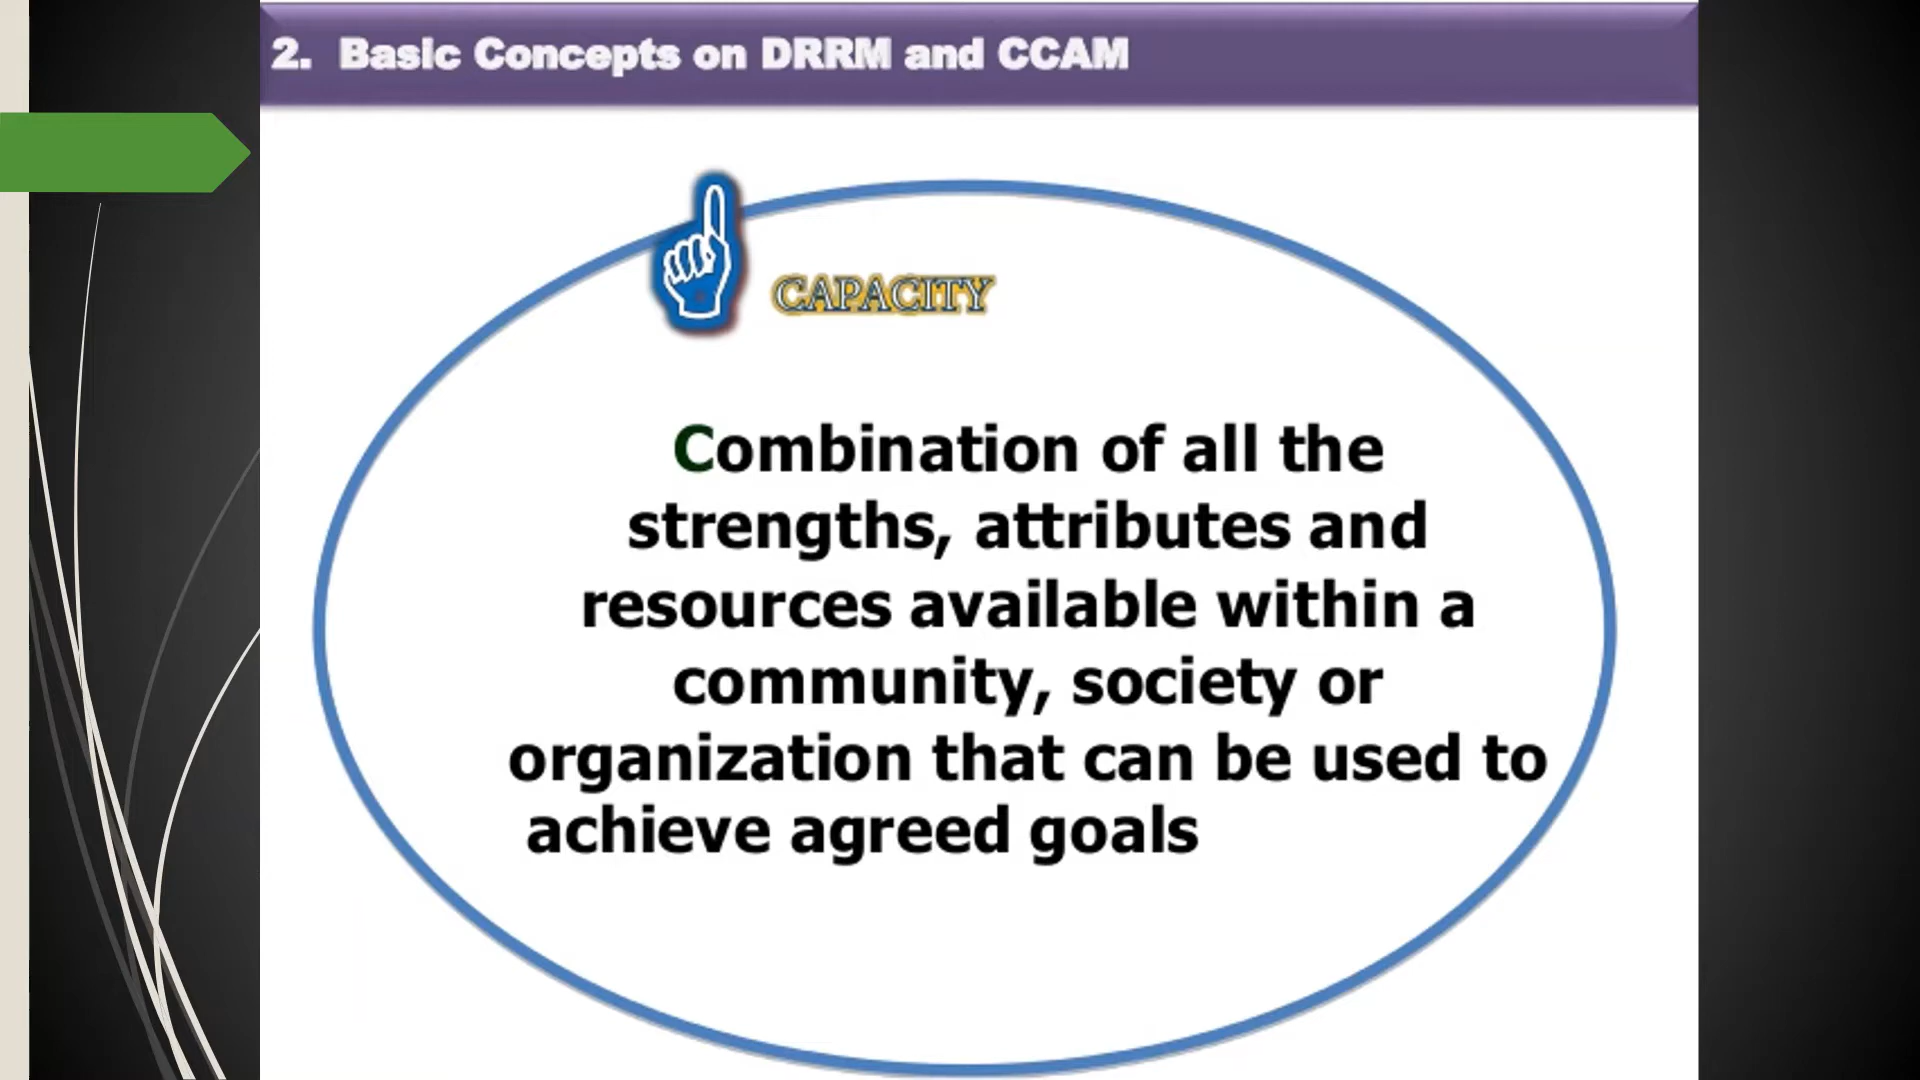 2. Basic Concepts on DRRM and CCAM
CAPACITY
Combination of all the
strengths, attributes and
resources available within a
community, society or
organization that can be used to
achieve agreed goals